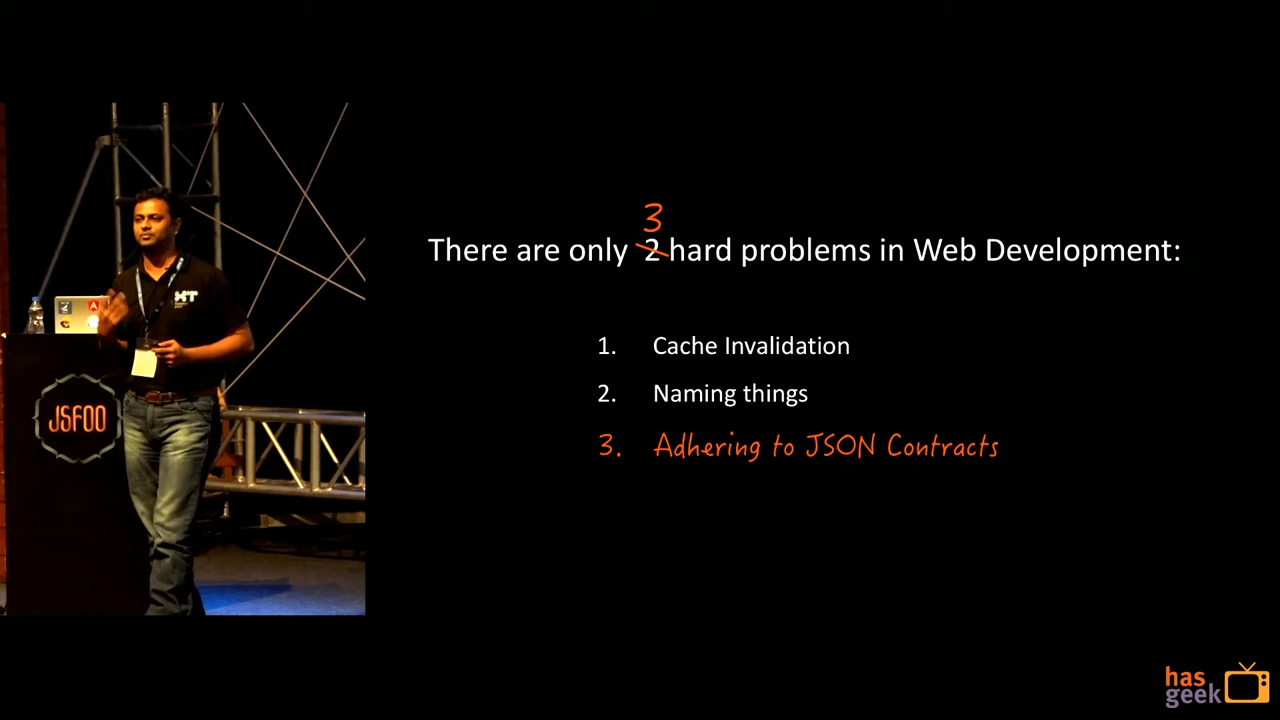 3
There are only 2 hard problems in Web Development:
1. Cache Invalidation
2. Naming things
3. Adhering to JSON Contracts
JSFOO
XT
has
geek